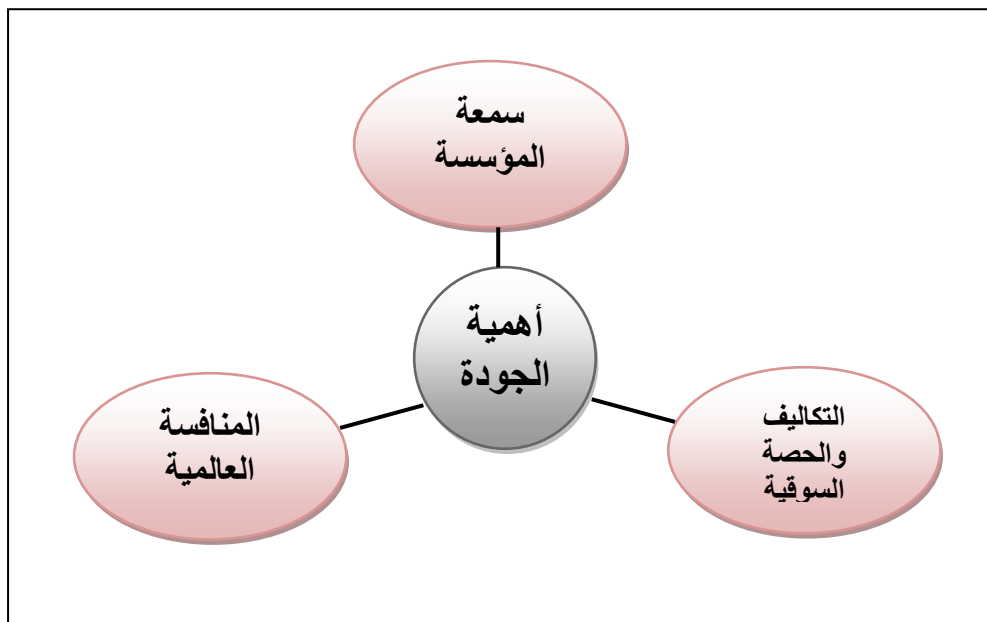 سمعة
المؤسسة
أهمية
الجودة
المنافسة
العالمية
التكاليف
والحصة
السوقية